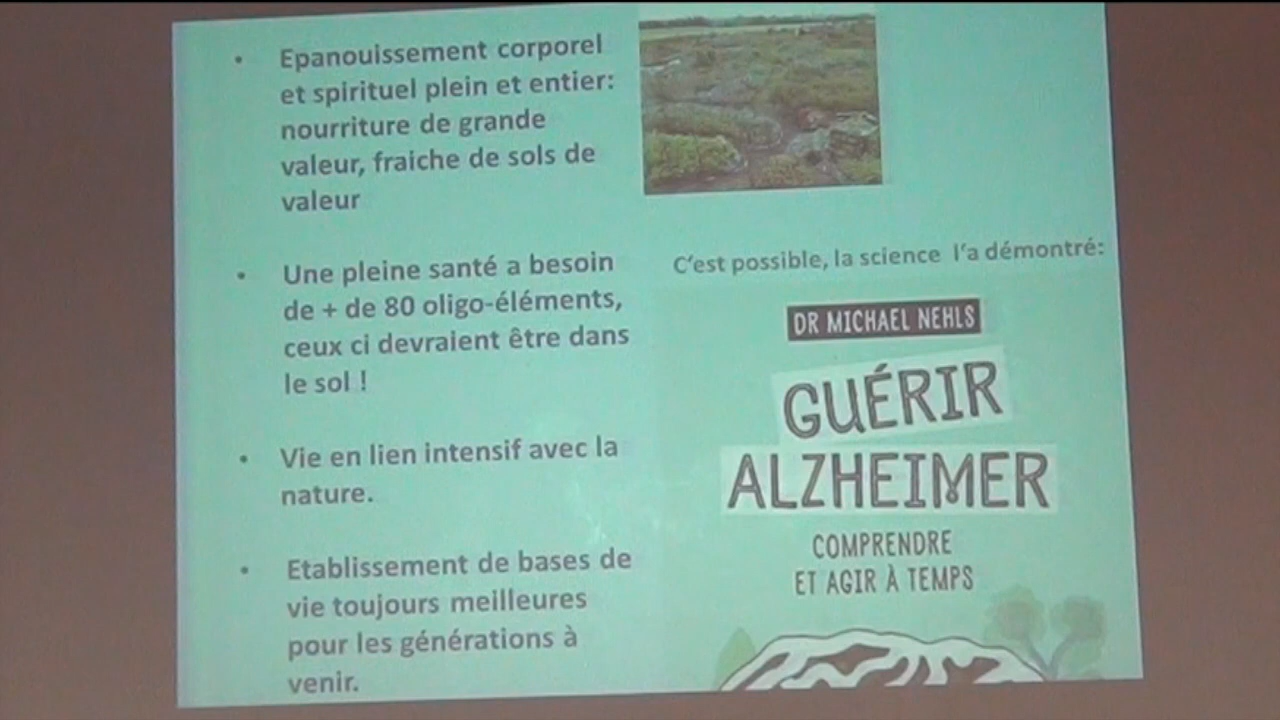 • Epanouissement corporel
et spirituel plein et entier:
nourriture de grande
valeur, fraiche de sols de
valeur
• Une pleine santé a besoin
de + de 80 oligo-éléments,
ceux ci devraient être dans
le sol !
• Vie en lien intensif avec la
nature.
• Etablissement de bases de
vie toujours meilleures
pour les générations à
venir.
C'est possible, la science l'a démontré:
DR MICHAEL NEHLS
GUÉRIR
ALZHEIMER
COMPRENDRE
ET AGIR À TEMPS